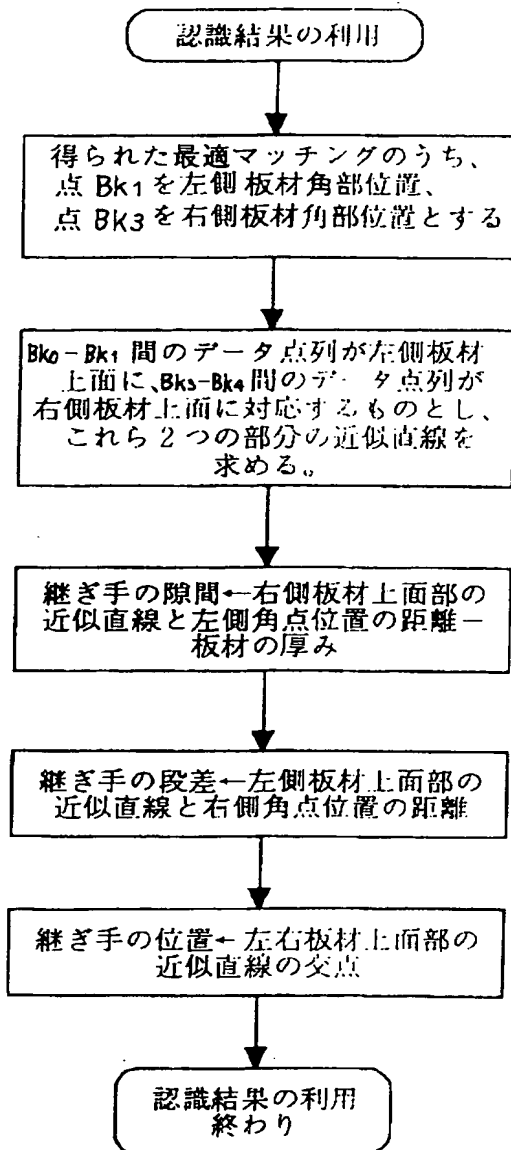 認識結果の利用
得られた最適マッチングのうち、
点 Bk1 を左側板材角部位置、
点 Bk3 を右側板材角部位置とする
Bk0-Bk1 間のデータ点列が左側板材
上面に、Bk3-Bk4 間のデータ点列が
右側板材上面に対応するものとし、
これら2つの部分の近似直線を
求める。
継ぎ手の隙間←右側板材上面部の
近似直線と左側角点位置の距離-
板材の厚み
継ぎ手の段差←左側板材上面部の
近似直線と右側角点位置の距離
継ぎ手の位置←左右板材上面部の
近似直線の交点
認識結果の利用
終わり